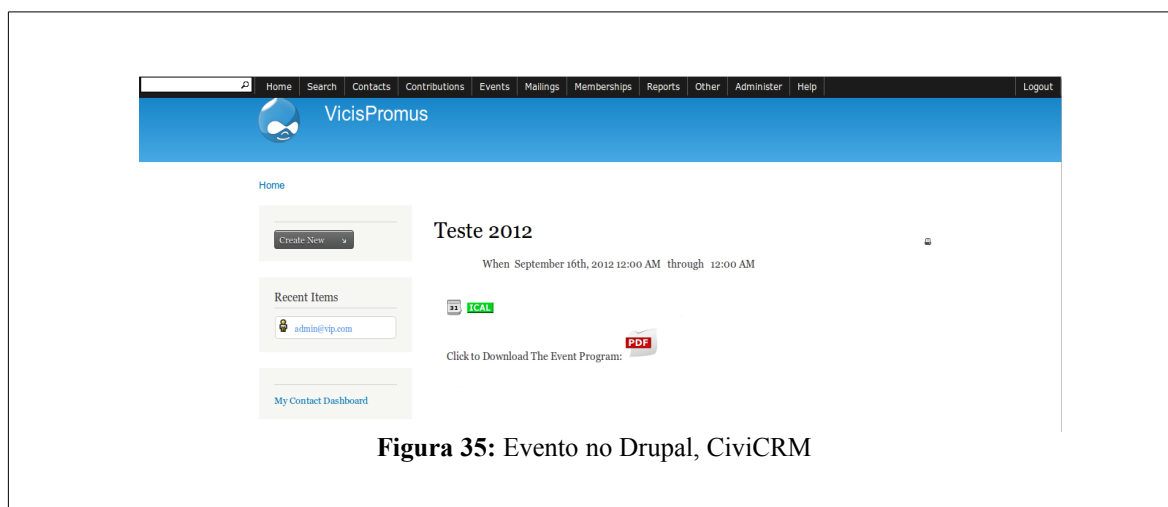 Home Search Contacts Contributions Events Mailings Memberships Reports Other Administer Help Logout
VicisPromus
Home
Create New
Teste 2012
When September 16th, 2012 12:00 AM through 12:00 AM
Recent Items
admin@vip.com
31 ICAL
PDF
Click to Download The Event Program:
My Contact Dashboard
Figura 35: Evento no Drupal, CiviCRM